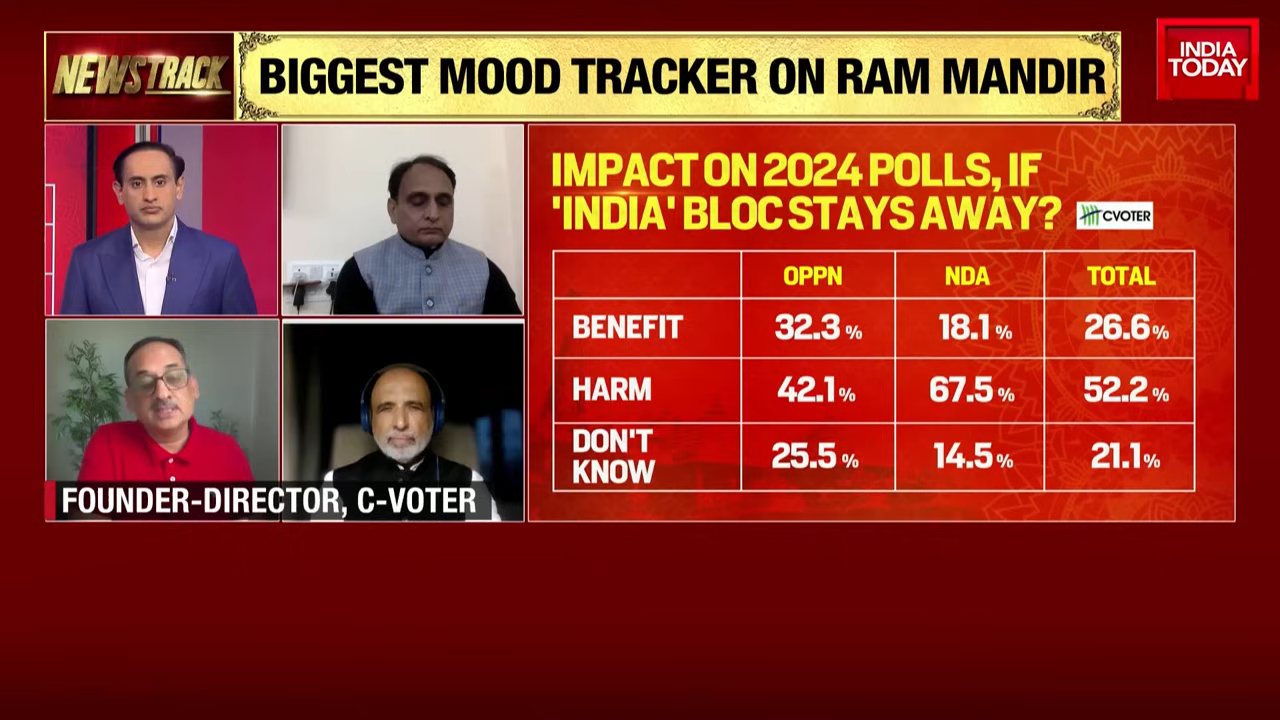 NEWSTRACK
BIGGEST MOOD TRACKER ON RAM MANDIR
INDIA
TODAY
IMPACT ON 2024 POLLS, IF
'INDIA' BLOC STAYS AWAY?
CVOTER
OPPN NDA TOTAL
BENEFIT 32.3 % 18.1 % 26.6%
HARM 42.1% 67.5 % 52.2 %
DON'T
KNOW 25.5 % 14.5 % 21.1%
FOUNDER-DIRECTOR, C-VOTER